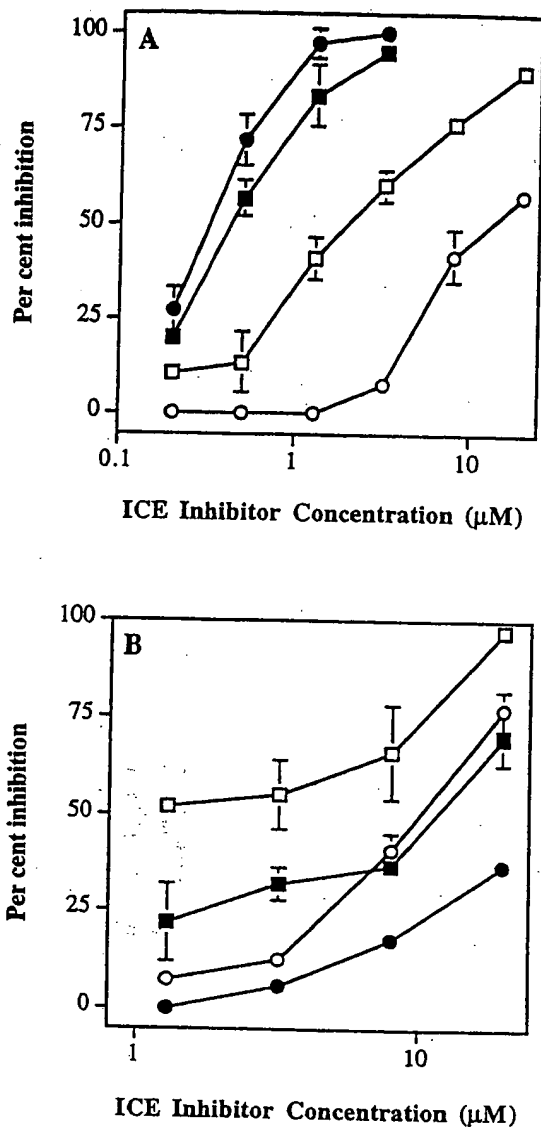 A
100
75
50
25
0
Per cent inhibition
0.1 1 10
ICE Inhibitor Concentration (μM)
B
100
75
50
25
0
Per cent inhibition
1 10
ICE Inhibitor Concentration (μM)